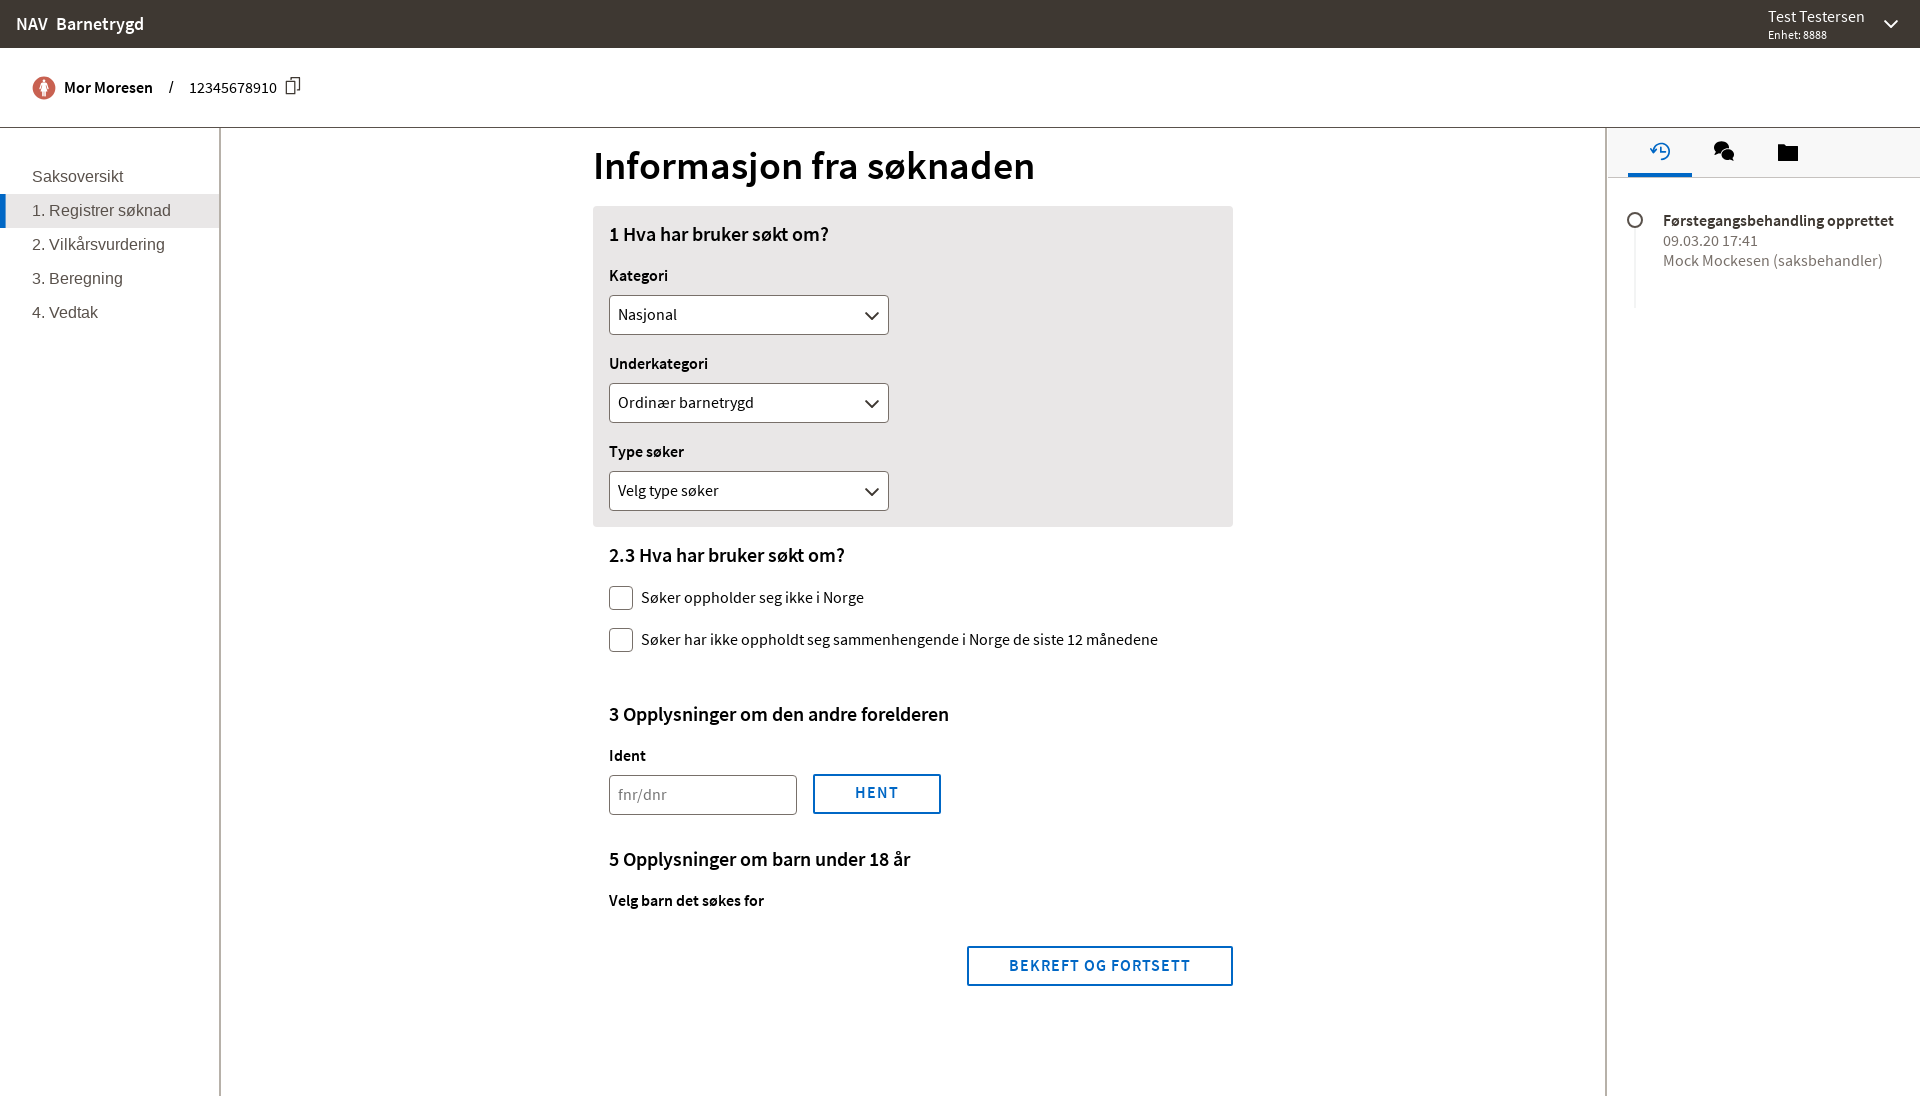 NAV Barnetrygd
Test Testersen
Enhet: 8888
Mor Moresen / 12345678910
Saksoversikt
1. Registrer søknad
2. Vilkårsvurdering
3. Beregning
4. Vedtak
Informasjon fra søknaden
1 Hva har bruker søkt om?
Kategori
Nasjonal
Underkategori
Ordinær barnetrygd
Type søker
Velg type søker
2.3 Hva har bruker søkt om?
Søker oppholder seg ikke i Norge
Søker har ikke oppholdt seg sammenhengende i Norge de siste 12 månedene
3 Opplysninger om den andre forelderen
Ident
fnr/dnr
HENT
5 Opplysninger om barn under 18 år
Velg barn det søkes for
BEKREFT OG FORTSETT
Førstegangsbehandling opprettet
09.03.20 17:41
Mock Mockesen (saksbehandler)